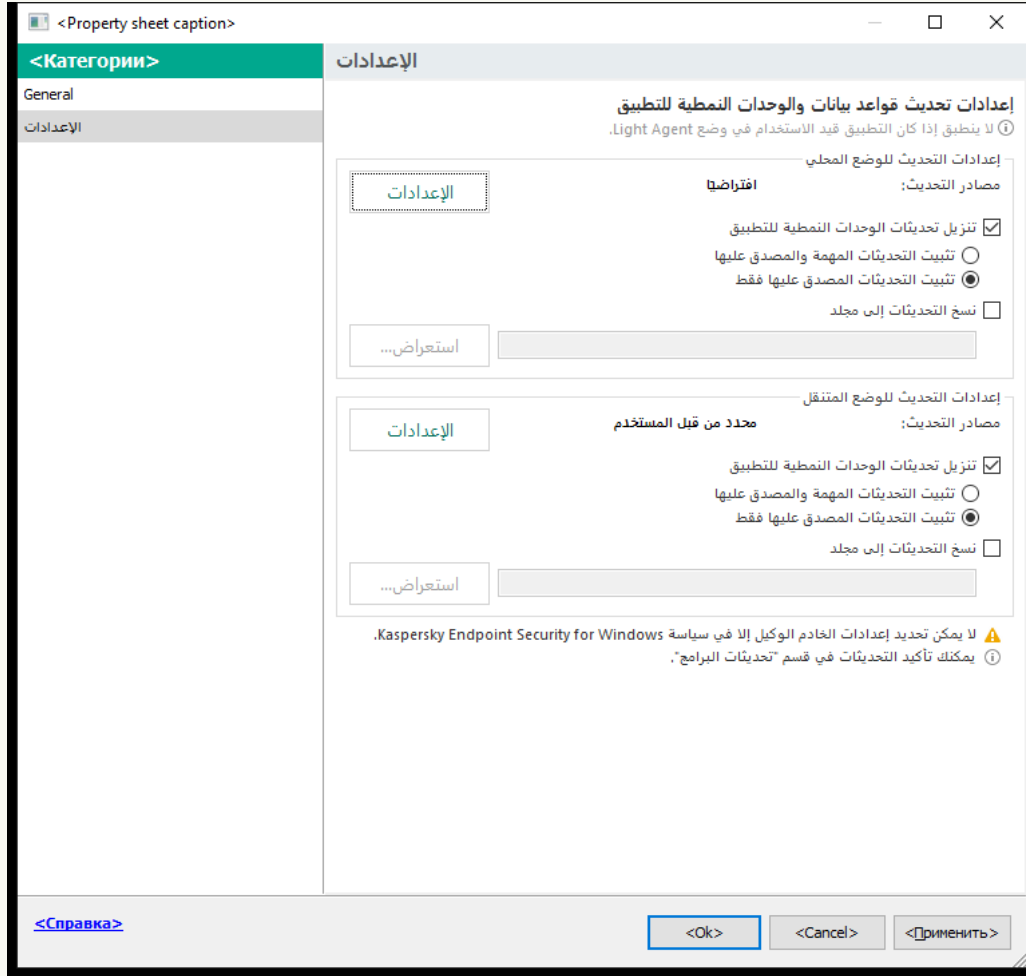 <Property sheet caption>
<Категории>
General
الإعدادات
الإعدادات
إعدادات تحديث قواعد بيانات والوحدات النمطية للتطبيق
لا ينطبق إذا كان التطبيق قيد الاستخدام في وضع Light Agent.
إعدادات التحديث للوضع المحلي
مصادر التحديث: افتراضيًا الإعدادات
تنزيل تحديثات الوحدات النمطية للتطبيق
تثبيت التحديثات المهمة والمصدق عليها
تثبيت التحديثات المصدق عليها فقط
نسخ التحديثات إلى مجلد
استعراض...
إعدادات التحديث للوضع المتنقل
مصادر التحديث: محدد من قبل المستخدم الإعدادات
تنزيل تحديثات الوحدات النمطية للتطبيق
تثبيت التحديثات المهمة والمصدق عليها
تثبيت التحديثات المصدق عليها فقط
نسخ التحديثات إلى مجلد
استعراض...
لا يمكن تحديد إعدادات الخادم الوكيل إلا في سياسة Kaspersky Endpoint Security for Windows.
يمكنك تأكيد التحديثات في قسم "تحديثات البرامج".
<Справка>
<Ok> <Cancel> <Применить>